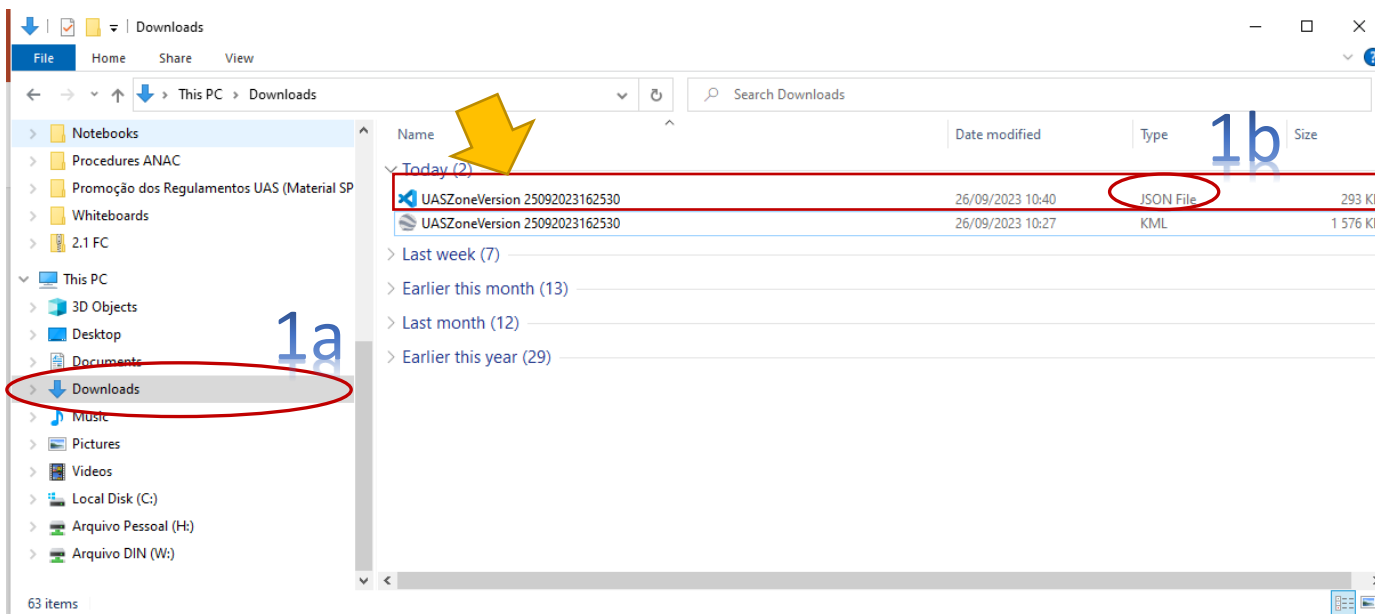 Downloads
File Home Share View
This PC > Downloads
Search Downloads
Notebooks
Procedures ANAC
Promoção dos Regulamentos UAS (Material SP
Whiteboards
2.1 FC
This PC
3D Objects
Desktop
Documents
Downloads
Music
Pictures
Videos
Local Disk (C:)
Arquivo Pessoal (H:)
Arquivo DIN (W:)
1a
Name Date modified Type Size
1b
Today (2)
UASZoneVersion 25092023162530 26/09/2023 10:40 JSON File 293 K
UASZoneVersion 25092023162530 26/09/2023 10:27 KML 1 576 K
Last week (7)
Earlier this month (13)
Last month (12)
Earlier this year (29)
63 items